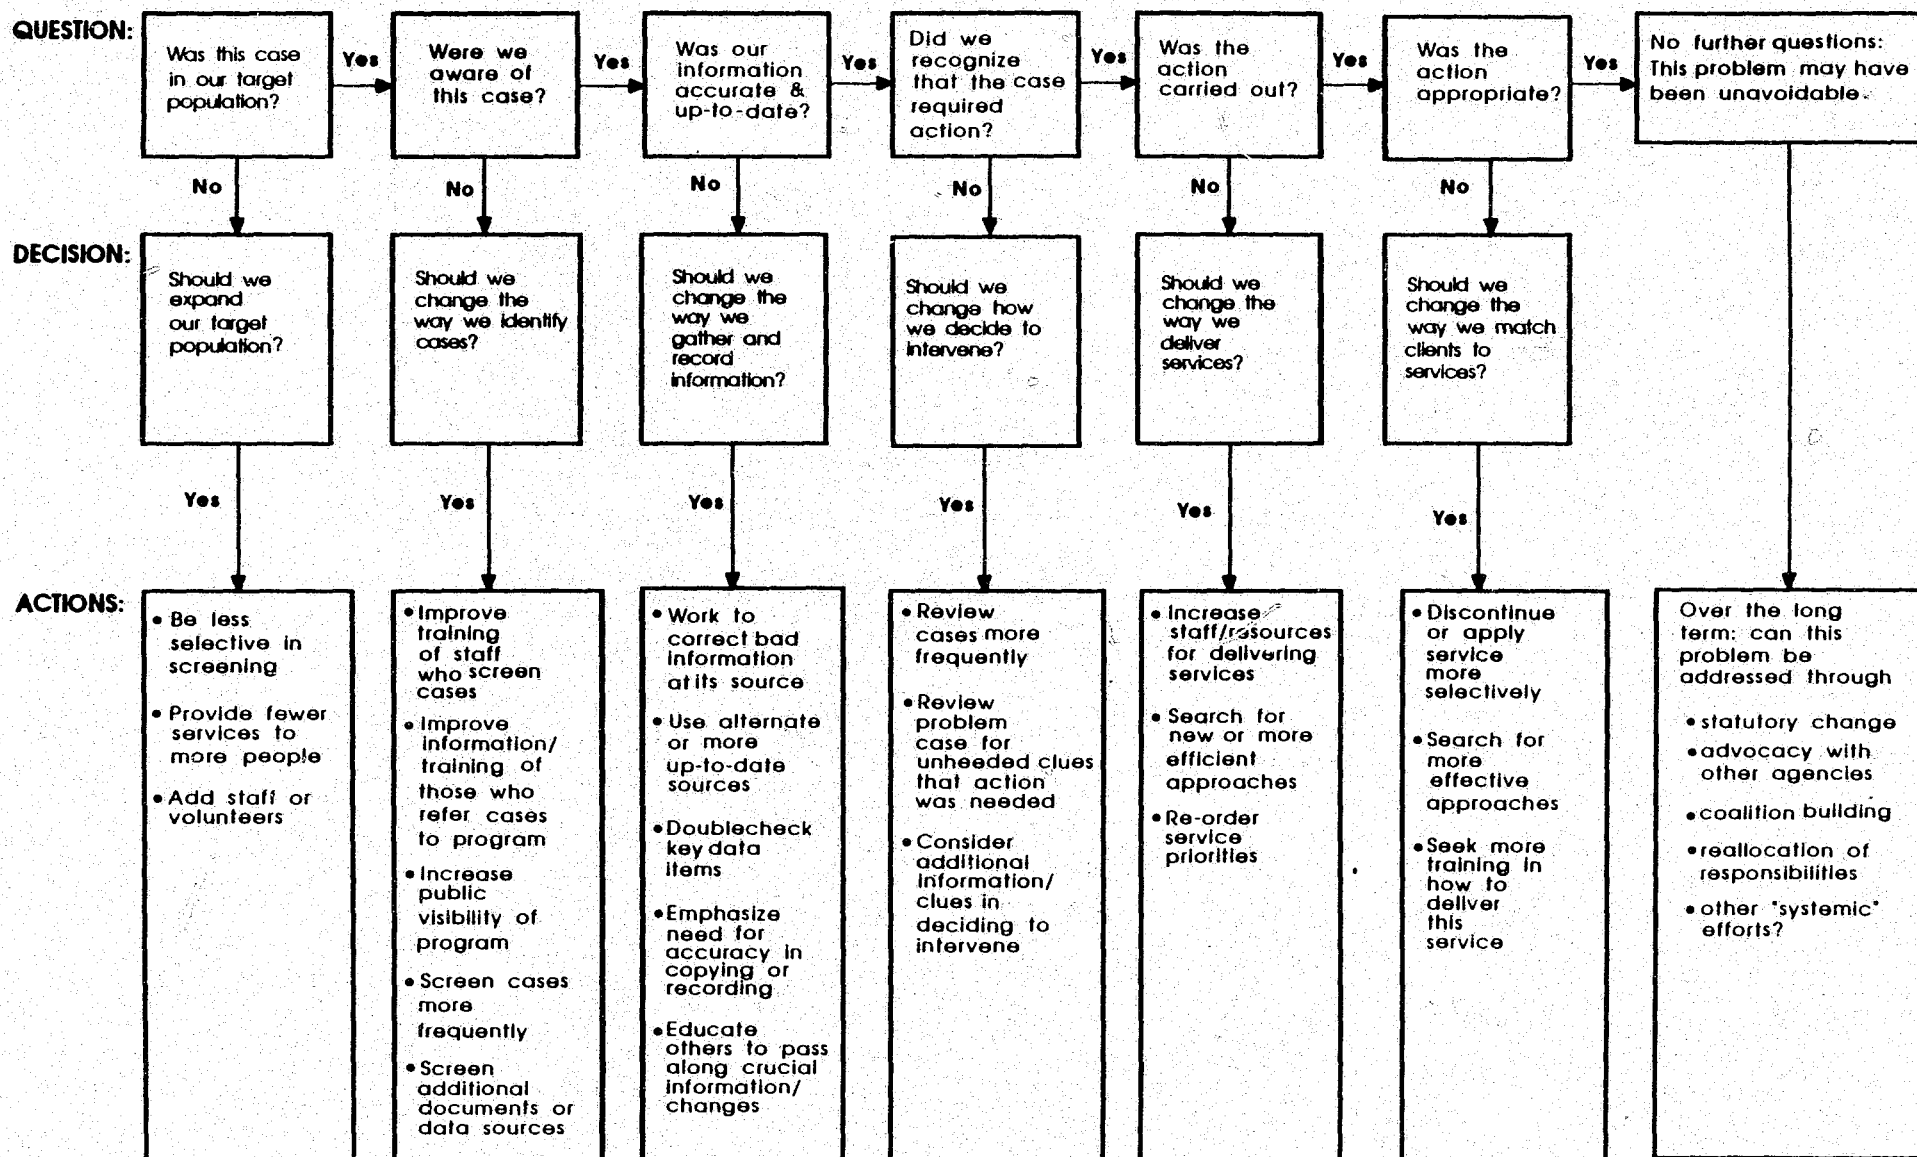 QUESTION:
Was this case
in our target
population?
Yes
Were we
aware of
this case?
Yes
Was our
information
accurate &
up-to-date?
Yes
Did we
recognize
that the case
required
action?
Yes
Was the
action
carried out?
Yes
Was the
action
appropriate?
Yes
No further questions:
This problem may have
been unavoidable.
No
No
No
No
No
No
DECISION:
Should we
expand
our target
population?
Should we
change the
way we identify
cases?
Should we
change the
way we
gather and
record
information?
Should we
change how
we decide to
intervene?
Should we
change the
way we
deliver
services?
Should we
change the
way we match
clients to
services?
Yes
Yes
Yes
Yes
Yes
Yes
ACTIONS:
• Be less
selective in
screening
• Provide fewer
services to
more people
• Add staff or
volunteers
• Improve
training
of staff
who screen
cases
• Improve
information/
training of
those who
refer cases
to program
• Increase
public
visibility of
program
• Screen cases
more
frequently
• Screen
additional
documents or
data sources
• Work to
correct bad
information
at its source
• Use alternate
or more
up-to-date
sources
• Doublecheck
key data
items
• Emphasize
need for
accuracy in
copying or
recording
• Educate
others to pass
along crucial
information/
changes
• Review
cases more
frequently
• Review
problem
case for
unheeded clues
that action
was needed
• Consider
additional
information/
clues in
deciding to
intervene
• Increase
staff/resources
for delivering
services
• Search for
new or more
efficient
approaches
• Re-order
service
priorities
• Discontinue
or apply
service
more
selectively
• Search for
more
effective
approaches
• Seek more
training in
how to
deliver
this
service
Over the long
term: can this
problem be
addressed through
• statutory change
• advocacy with
other agencies
• coalition building
• reallocation of
responsibilities
• other "systemic"
efforts?